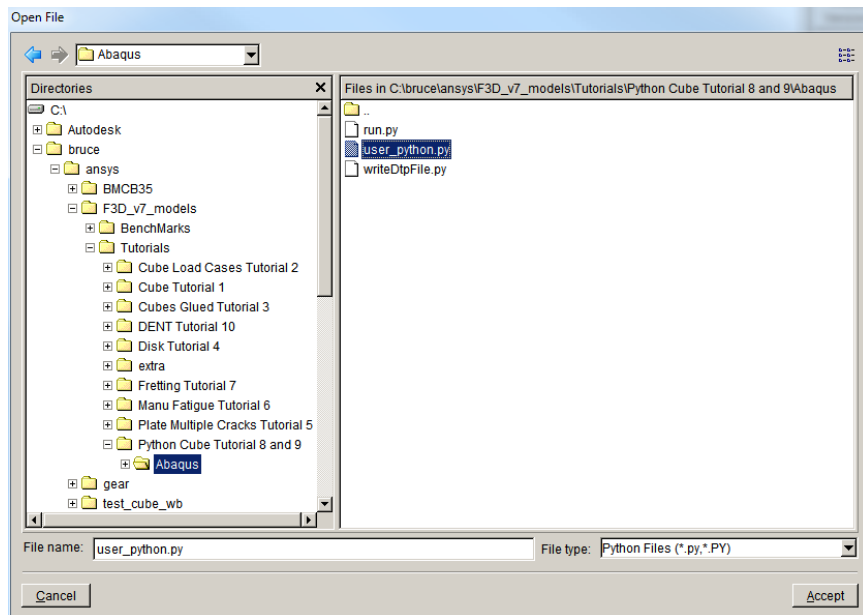 Open File
Abaqus
Directories
Files in C:\bruce\ansys\F3D_v7_models\Tutorials\Python Cube Tutorial 8 and 9\Abaqus
C:\
Autodesk
bruce
ansys
BMCB35
F3D_v7_models
BenchMarks
Tutorials
Cube Load Cases Tutorial 2
Cube Tutorial 1
Cubes Glued Tutorial 3
DENT Tutorial 10
Disk Tutorial 4
extra
Fretting Tutorial 7
Manu Fatigue Tutorial 6
Plate Multiple Cracks Tutorial 5
Python Cube Tutorial 8 and 9
Abaqus
gear
test_cube_wb
..
run.py
user_python.py
writeDtpFile.py
File name: user_python.py File type: Python Files (*.py,*.PY)
Cancel Accept